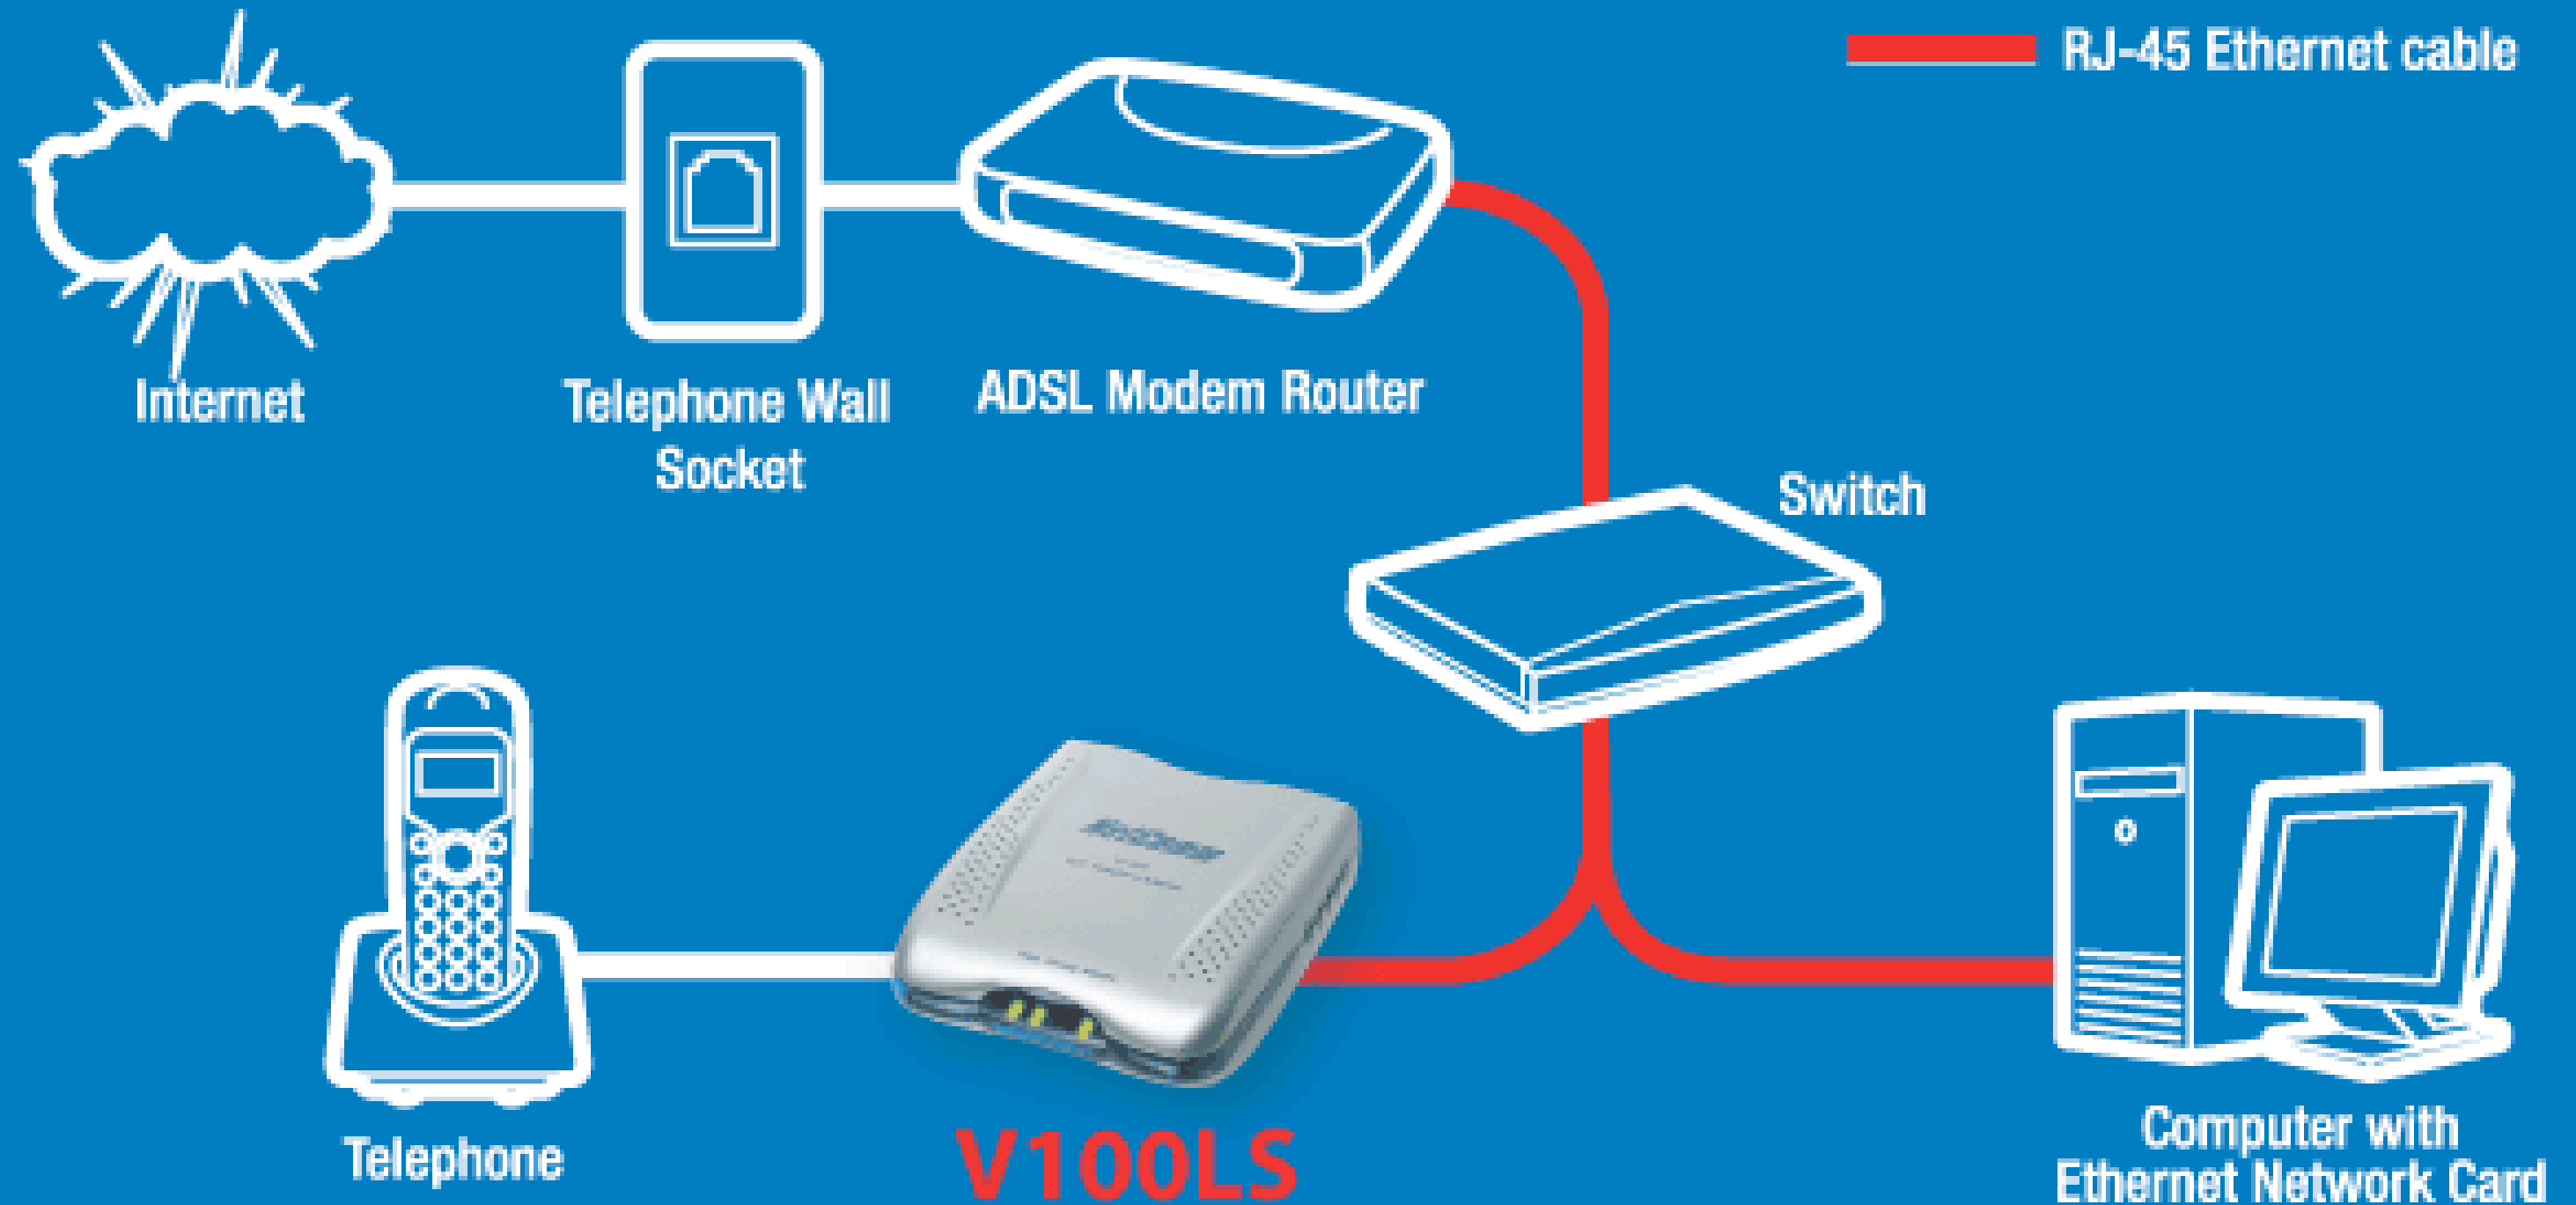 RJ-45 Ethernet cable
Internet
Telephone Wall
Socket
ADSL Modem Router
Switch
NetComm
Telephone
V100LS
Computer with
Ethernet Network Card